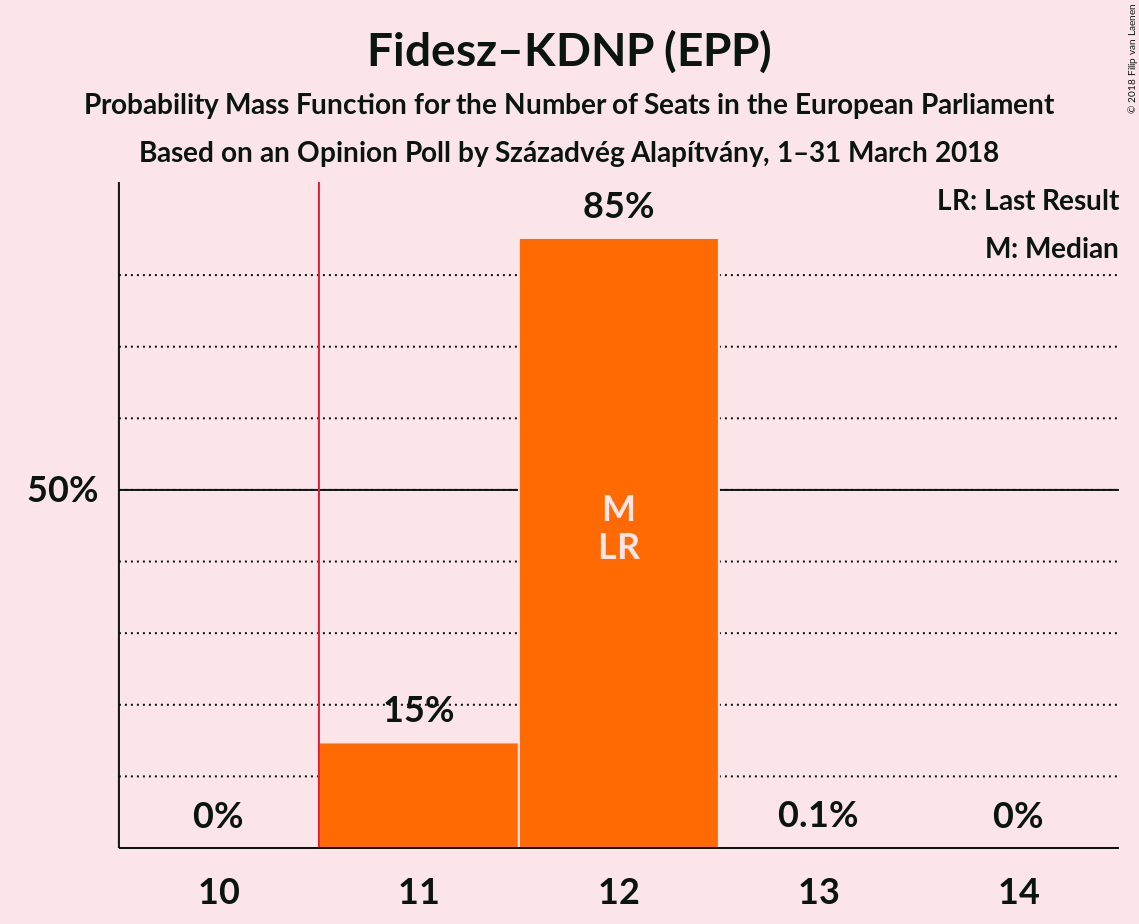 Fidesz–KDNP (EPP)
Probability Mass Function for the Number of Seats in the European Parliament
Based on an Opinion Poll by Századvég Alapítvány, 1–31 March 2018
© 2018 Filip van Laenen
LR: Last Result
M: Median
85%
50%
M
LR
15%
0%
0.1%
0%
10
11
12
13
14